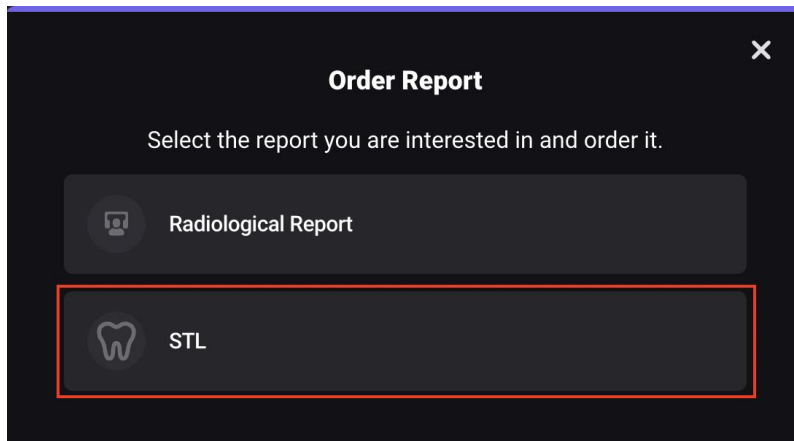 Order Report
Select the report you are interested in and order it.
Radiological Report
STL